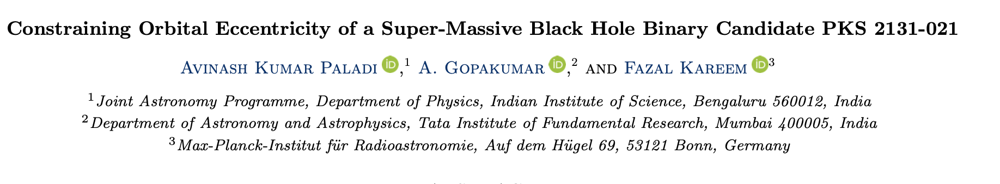 Constraining Orbital Eccentricity of a Super-Massive Black Hole Binary Candidate PKS 2131-021
Avinash Kumar Paladi iD,1 A. Gopakumar iD,2 and Fazal Kareem iD3
1Joint Astronomy Programme, Department of Physics, Indian Institute of Science, Bengaluru 560012, India
2Department of Astronomy and Astrophysics, Tata Institute of Fundamental Research, Mumbai 400005, India
3Max-Planck-Institut für Radioastronomie, Auf dem Hügel 69, 53121 Bonn, Germany